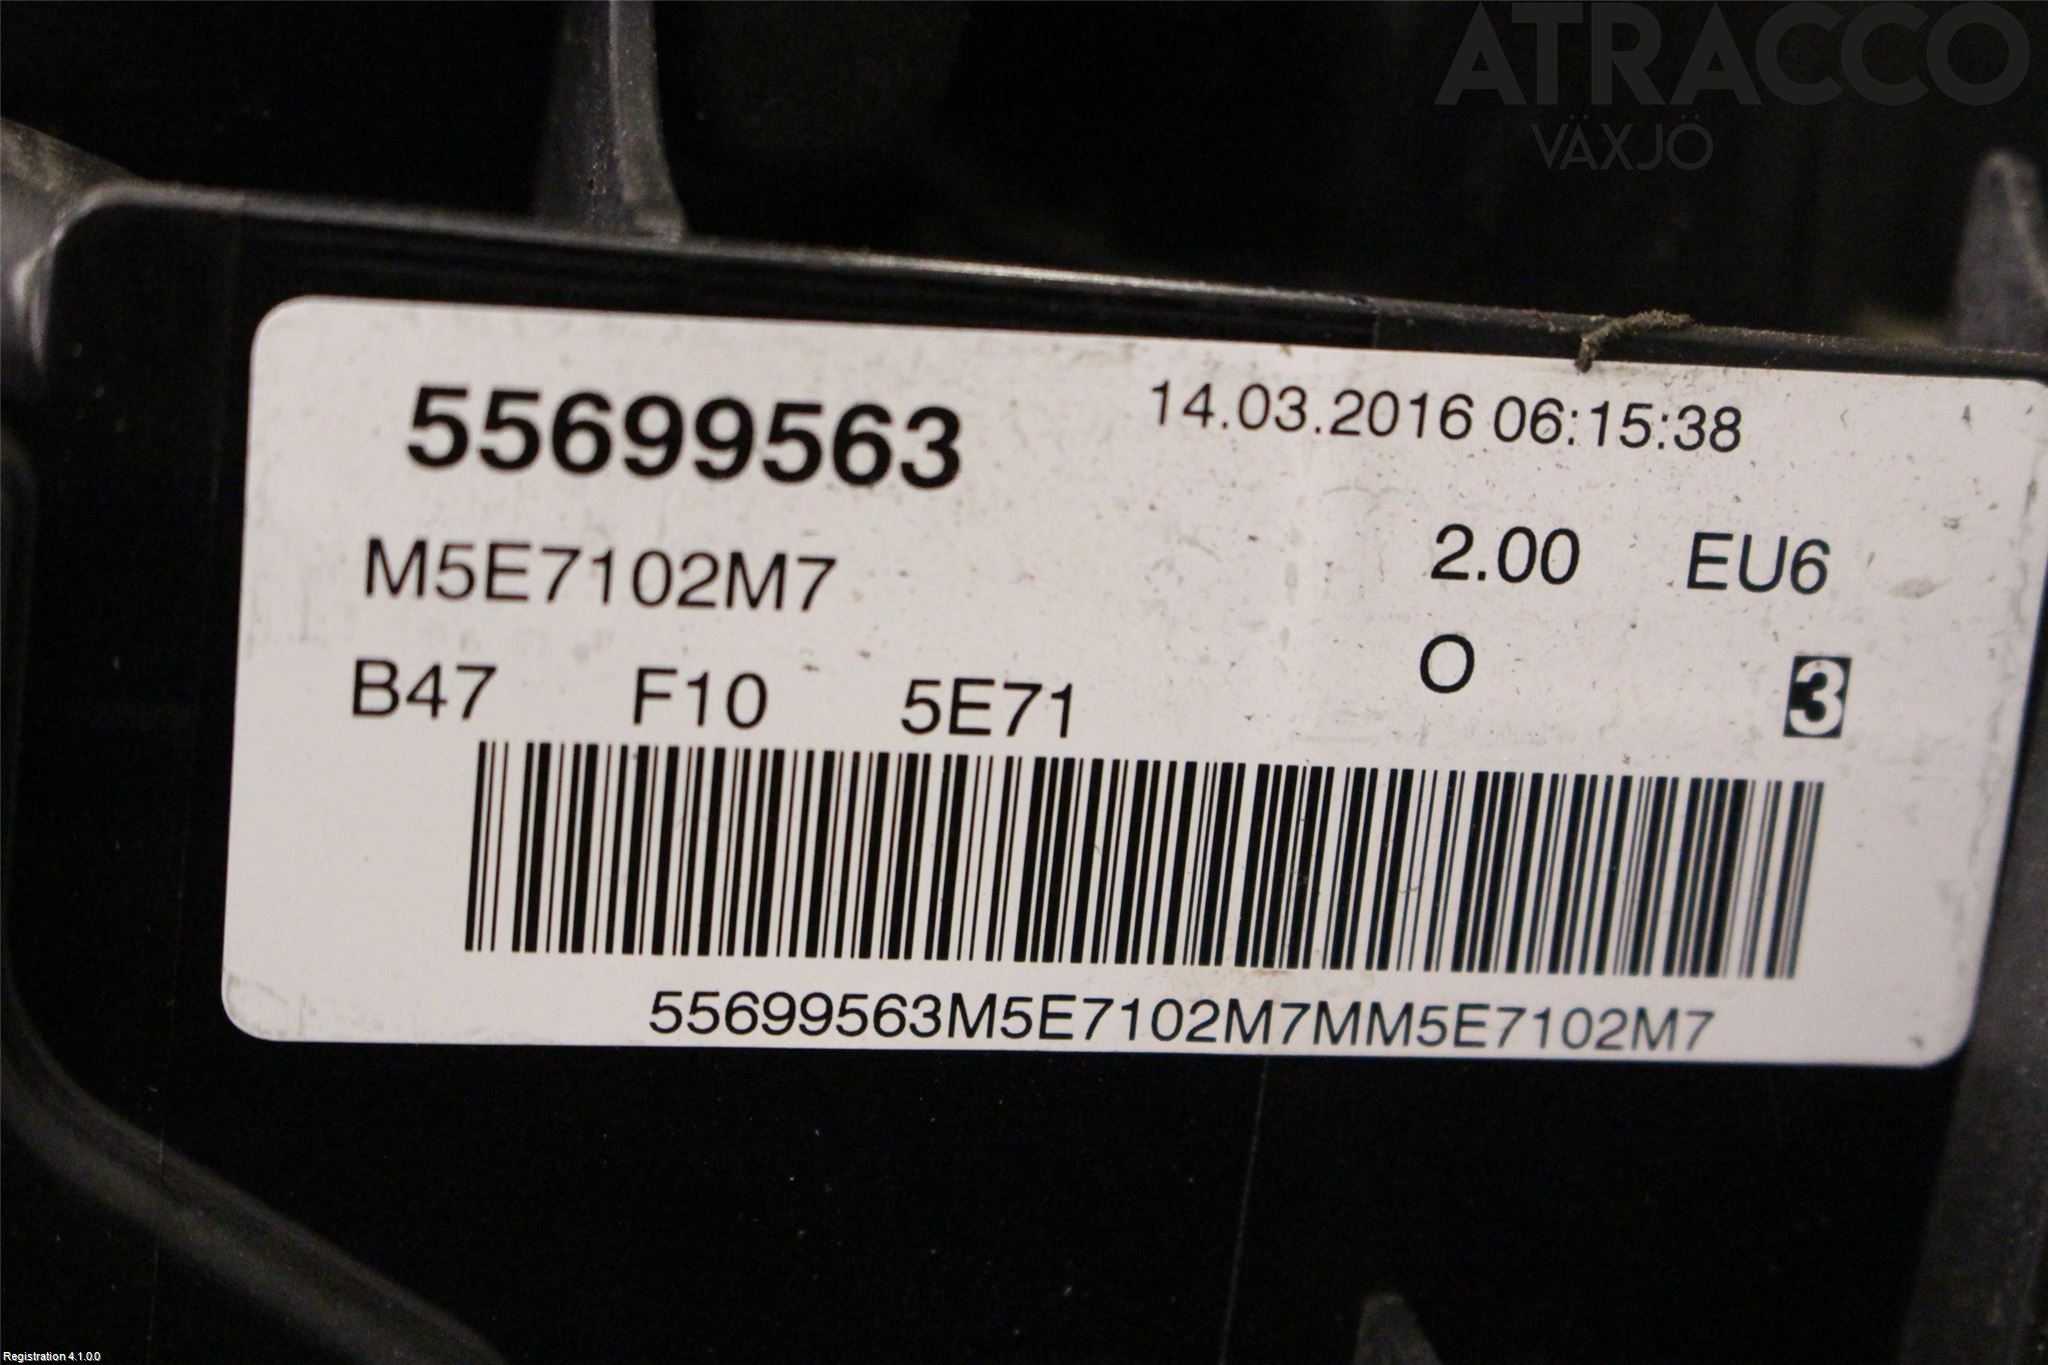 ATRACCO
VÄXJÖ
55699563
14.03.2016 06:15:38
M5E7102M7
2.00 EU6
B47 F10 5E71
O 3
55699563M5E7102M7MM5E7102M7
Registration 4.1.0.0